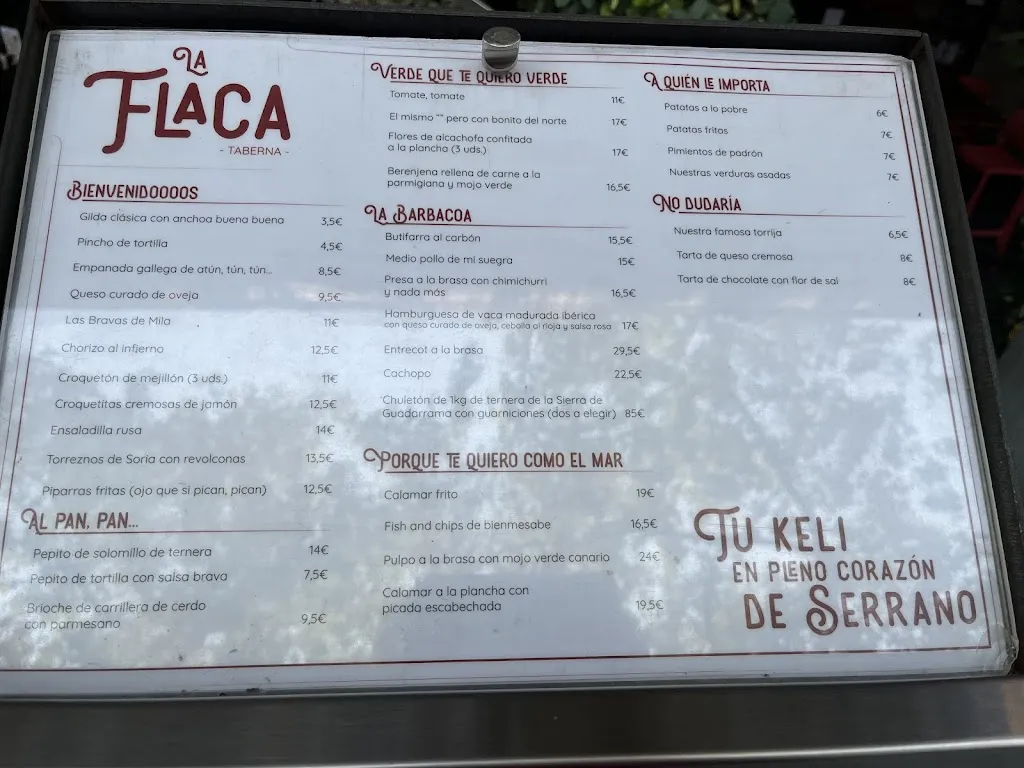 LA
FLACA
- TABERNA -
BIENVENIDOOOOS
Gilda clásica con anchoa buena buena 3,5€
Pincho de tortilla 4,5€
Empanada gallega de atún, tún, tún... 8,5€
Queso curado de oveja 9,5€
Las Bravas de Mila 11€
Chorizo al infierno 12,5€
Croquetón de mejillón (3 uds.) 11€
Croquetitas cremosas de jamón 12,5€
Ensaladilla rusa 14€
Torreznos de Soria con revolconas 13,5€
Piparras fritas (ojo que si pican, pican) 12,5€
AL PAN, PAN...
Pepito de solomillo de ternera 14€
Pepito de tortilla con salsa brava 7,5€
Brioche de carrillera de cerdo
con parmesano 9,5€
VERDE QUE TE QUIERO VERDE
Tomate, tomate 11€
El mismo "" pero con bonito del norte 17€
Flores de alcachofa confitada
a la plancha (3 uds.) 17€
Berenjena rellena de carne a la
parmigiana y mojo verde 16,5€
LA BARBACOA
Butifarra al carbón 15,5€
Medio pollo de mi suegra 15€
Presa a la brasa con chimichurri
y nada más 16,5€
Hamburguesa de vaca madurada ibérica
con queso curado de oveja, cebolla al rioja y salsa rosa 17€
Entrecot a la brasa 29,5€
Cachopo 22,5€
Chuletón de 1kg de ternera de la Sierra de
Guadarrama con guarniciones (dos a elegir) 85€
PORQUE TE QUIERO COMO EL MAR
Calamar frito 19€
Fish and chips de bienmesabe 16,5€
Pulpo a la brasa con mojo verde canario 24€
Calamar a la plancha con
picada escabechada 19,5€
A QUIÉN LE IMPORTA
Patatas a lo pobre 6€
Patatas fritas 7€
Pimientos de padrón 7€
Nuestras verduras asadas 7€
NO DUDARÍA
Nuestra famosa torrija 6,5€
Tarta de queso cremosa 8€
Tarta de chocolate con flor de sal 8€
TU KELI
EN PLENO CORAZÓN
DE SERRANO